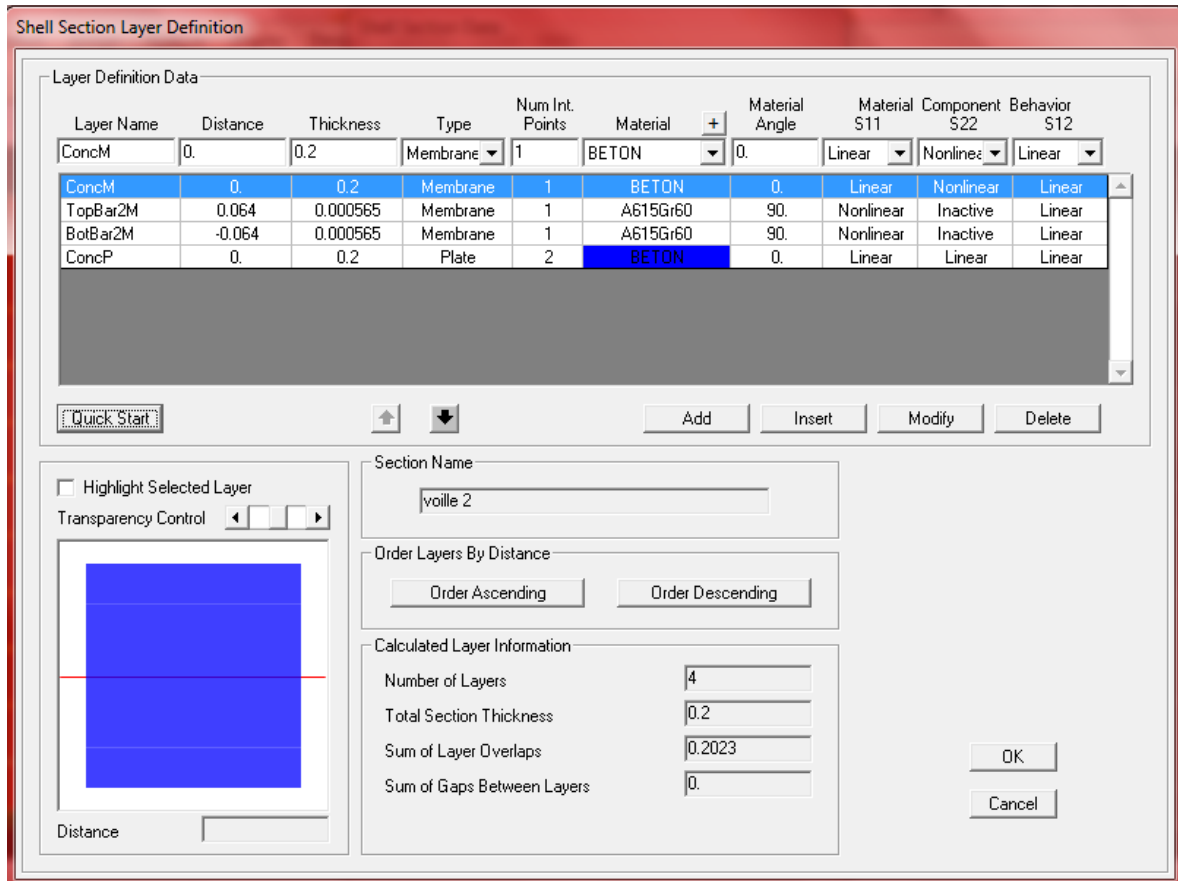 Shell Section Layer Definition
Layer Definition Data
Layer Name Distance Thickness Type Num Int. Points Material + Material Angle Material Component Behavior S11 S22 S12
ConcM 0. 0.2 Membrane 1 BETON 0. Linear Nonlinea Linear
ConcM 0. 0.2 Membrane 1 BETON 0. Linear Nonlinear Linear
TopBar2M 0.064 0.000565 Membrane 1 A615Gr60 90. Nonlinear Inactive Linear
BotBar2M -0.064 0.000565 Membrane 1 A615Gr60 90. Nonlinear Inactive Linear
ConcP 0. 0.2 Plate 2 BETON 0. Linear Linear Linear
Quick Start Add Insert Modify Delete
Highlight Selected Layer
Transparency Control
Distance
Section Name
voille 2
Order Layers By Distance
Order Ascending Order Descending
Calculated Layer Information
Number of Layers 4
Total Section Thickness 0.2
Sum of Layer Overlaps 0.2023
Sum of Gaps Between Layers 0.
OK
Cancel